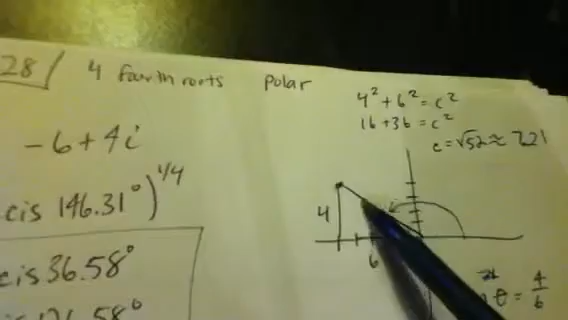 28/ 4 fourth roots polar
4² + 6² = c²
16 + 36 = c²
c = √52 ≈ 7.21
-6 + 4i
cis 146.31°)^1/4
4
6
cis 36.58°
θ = 4/6